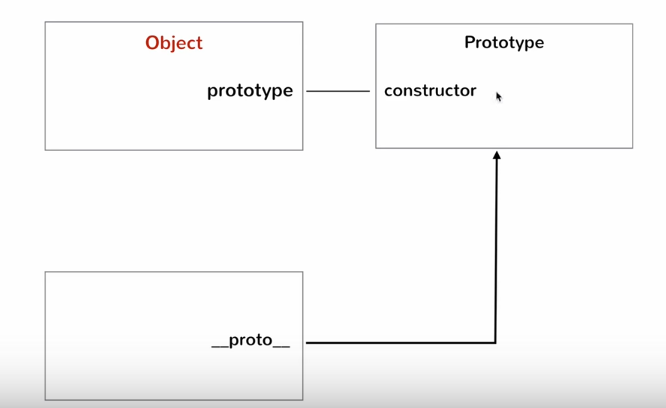 Object
Prototype
prototype
constructor
__proto__